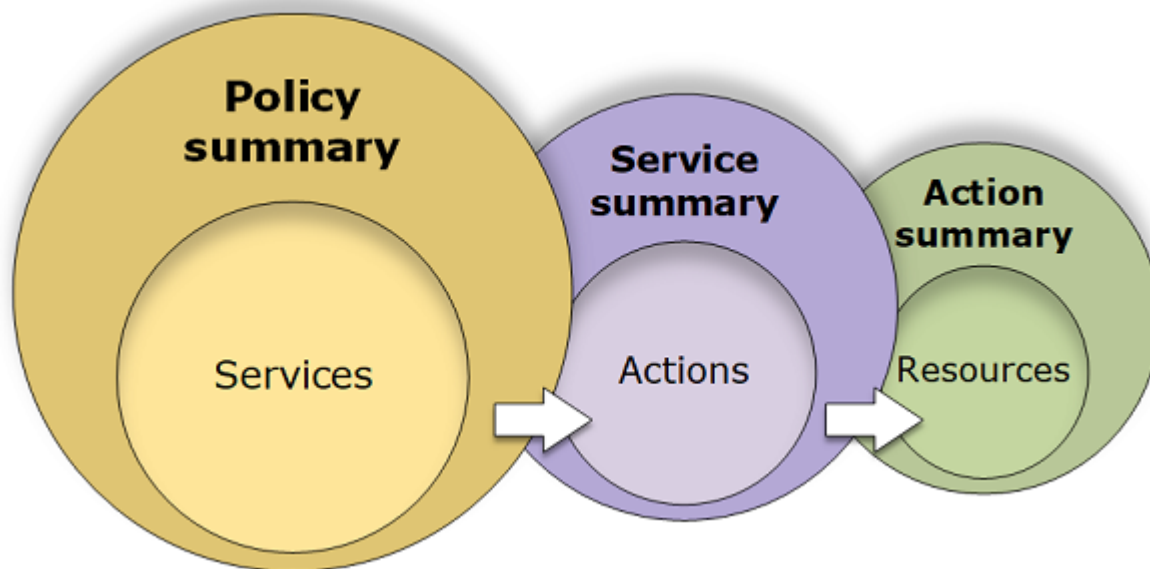 Policy
summary
Services
Service
summary
Actions
Action
summary
Resources